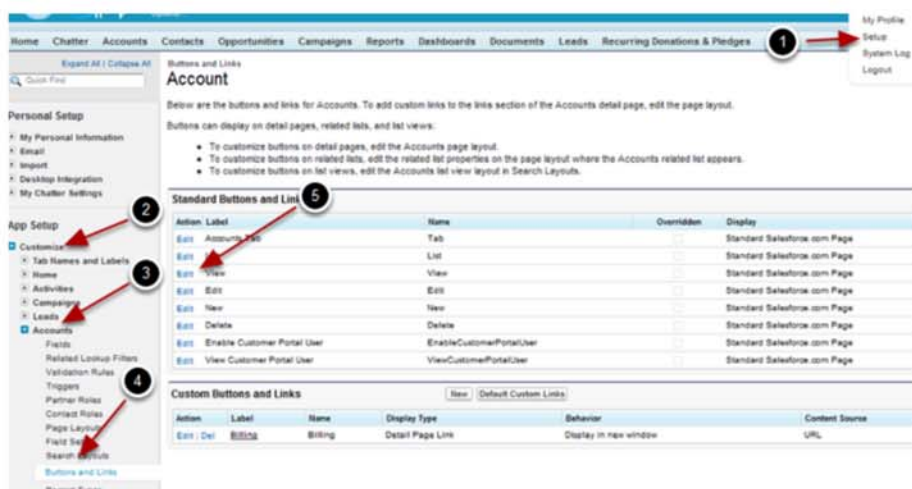 My Profile
Setup
System Log
Logout
Home Chatter Accounts Contacts Opportunities Campaigns Reports Dashboards Documents Leads Recurring Donations & Pledges
1
Expand All | Collapse All
Quick Find
Personal Setup
My Personal Information
Email
Import
Desktop Integration
My Chatter Settings
2
App Setup
Customize
Tab Names and Labels
Home
3
Activities
Campaigns
Leads
Accounts
Fields
Related Lookup Filters
Validation Rules
Triggers
4
Partner Roles
Contact Roles
Page Layouts
Field Sets
Search Layouts
Buttons and Links
Buttons and Links
Account
Below are the buttons and links for Accounts. To add custom links to the links section of the Accounts detail page, edit the page layout.
Buttons can display on detail pages, related lists, and list views:
To customize buttons on detail pages, edit the Accounts page layout.
To customize buttons on related lists, edit the related list properties on the page layout where the Accounts related list appears.
To customize buttons on list views, edit the Accounts list view layout in Search Layouts.
Standard Buttons and Lin 5
Action Label Name Overridden Display
Edit Accounts Tab Tab Standard Salesforce.com Page
Edit List Standard Salesforce.com Page
Edit View View Standard Salesforce.com Page
Edit Edit Edit Standard Salesforce.com Page
Edit New New Standard Salesforce.com Page
Edit Delete Delete Standard Salesforce.com Page
Edit Enable Customer Portal User EnableCustomerPortalUser Standard Salesforce.com Page
Edit View Customer Portal User ViewCustomerPortalUser Standard Salesforce.com Page
Custom Buttons and Links New Default Custom Links
Action Label Name Display Type Behavior Content Source
Edit | Del Billing Billing Detail Page Link Display in new window URL